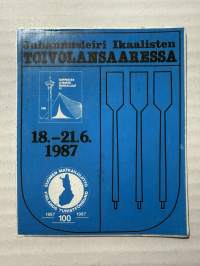 Juhannusleiri Ikaalisten
TOIVOLANSAARESSA
18.-21.6.
1987
SUOMEN MATKAILULIITTO
1887 1987
100